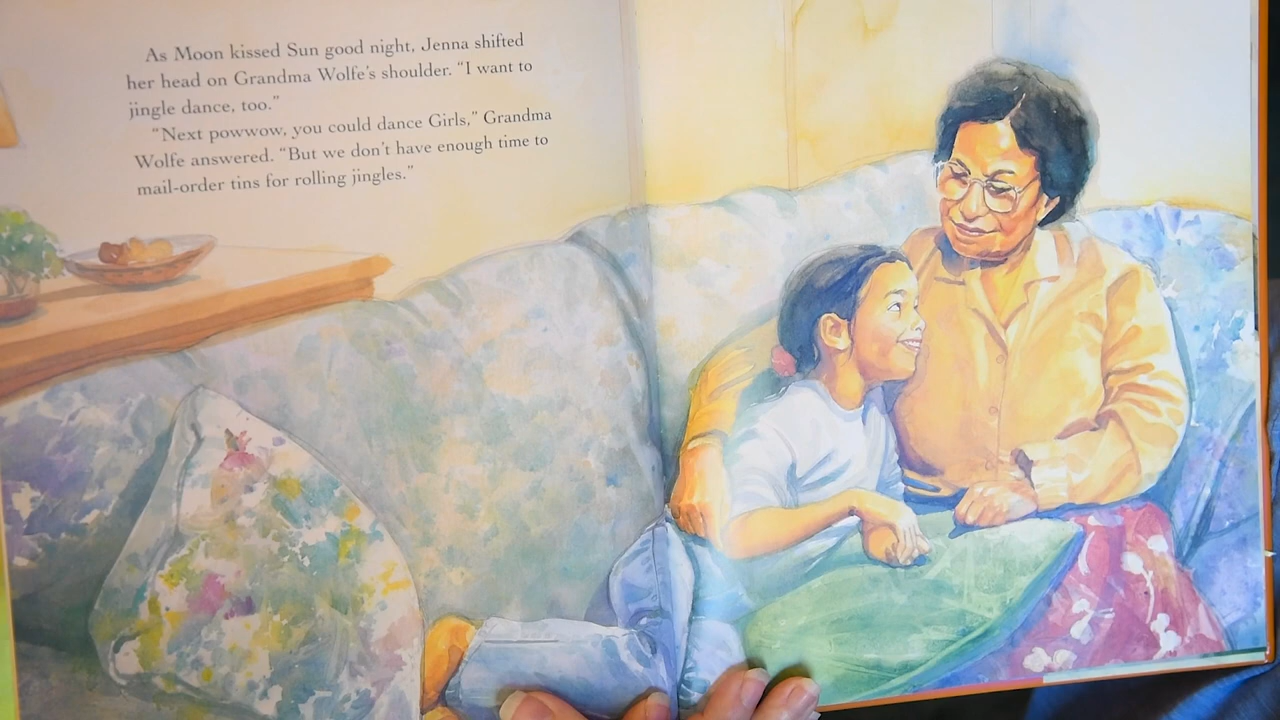 As Moon kissed Sun good night, Jenna shifted
her head on Grandma Wolfe's shoulder. "I want to
jingle dance, too."
"Next powwow, you could dance Girls," Grandma
Wolfe answered. "But we don't have enough time to
mail-order tins for rolling jingles."